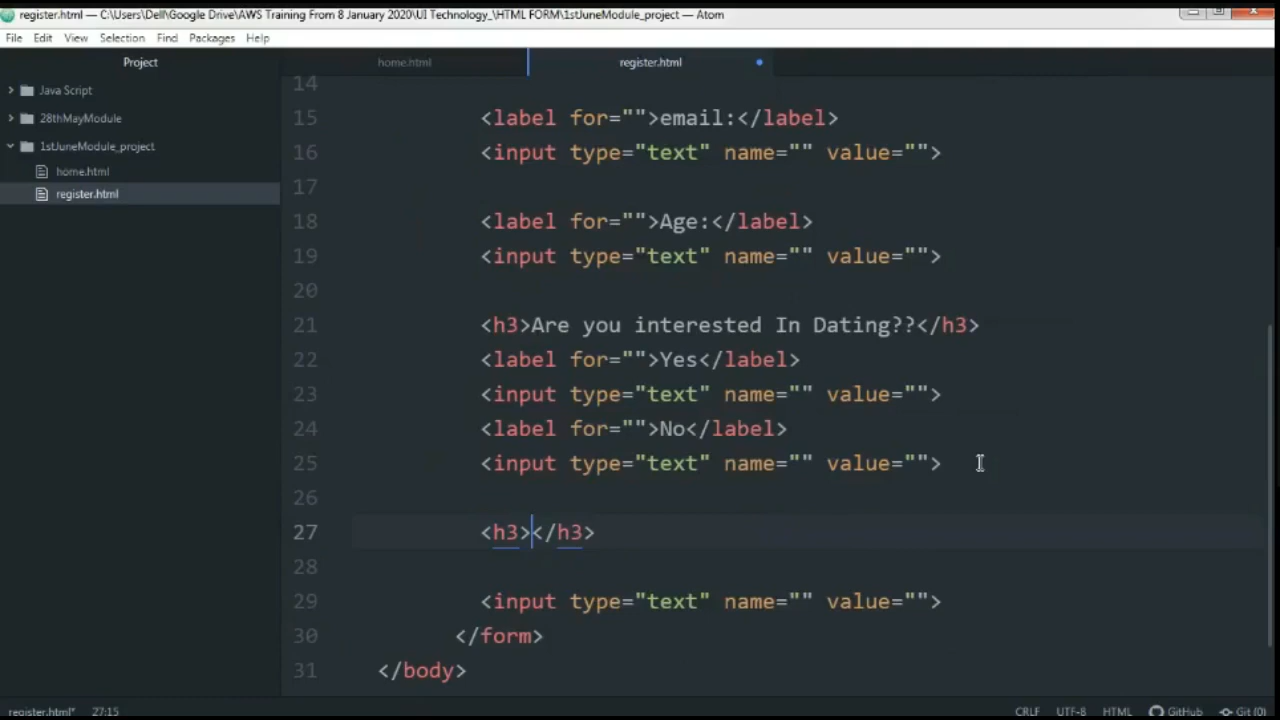 register.html — C:\Users\Dell\Google Drive\AWS Training From 8 January 2020\UI Technology_\HTML FORM\1stJuneModule_project — Atom
File Edit View Selection Find Packages Help
Project
home.html
register.html
Java Script
28thMayModule
1stJuneModule_project
home.html
register.html
14
15 <label for="">email:</label>
16 <input type="text" name="" value="">
17
18 <label for="">Age:</label>
19 <input type="text" name="" value="">
20
21 <h3>Are you interested In Dating??</h3>
22 <label for="">Yes</label>
23 <input type="text" name="" value="">
24 <label for="">No</label>
25 <input type="text" name="" value="">
26
27 <h3></h3>
28
29 <input type="text" name="" value="">
30 </form>
31 </body>
register.html* 27:15 CRLF UTF-8 HTML GitHub Git (0)